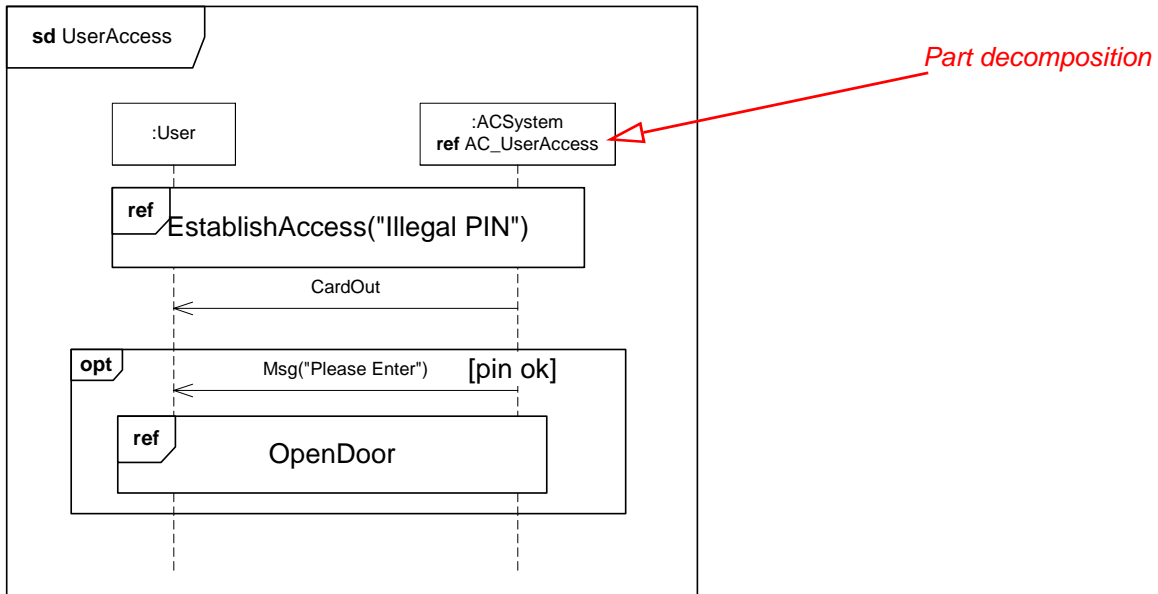 sd UserAccess
Part decomposition
:User
:ACSystem
ref AC_UserAccess
ref
EstablishAccess("Illegal PIN")
CardOut
opt
Msg("Please Enter")
[pin ok]
ref
OpenDoor